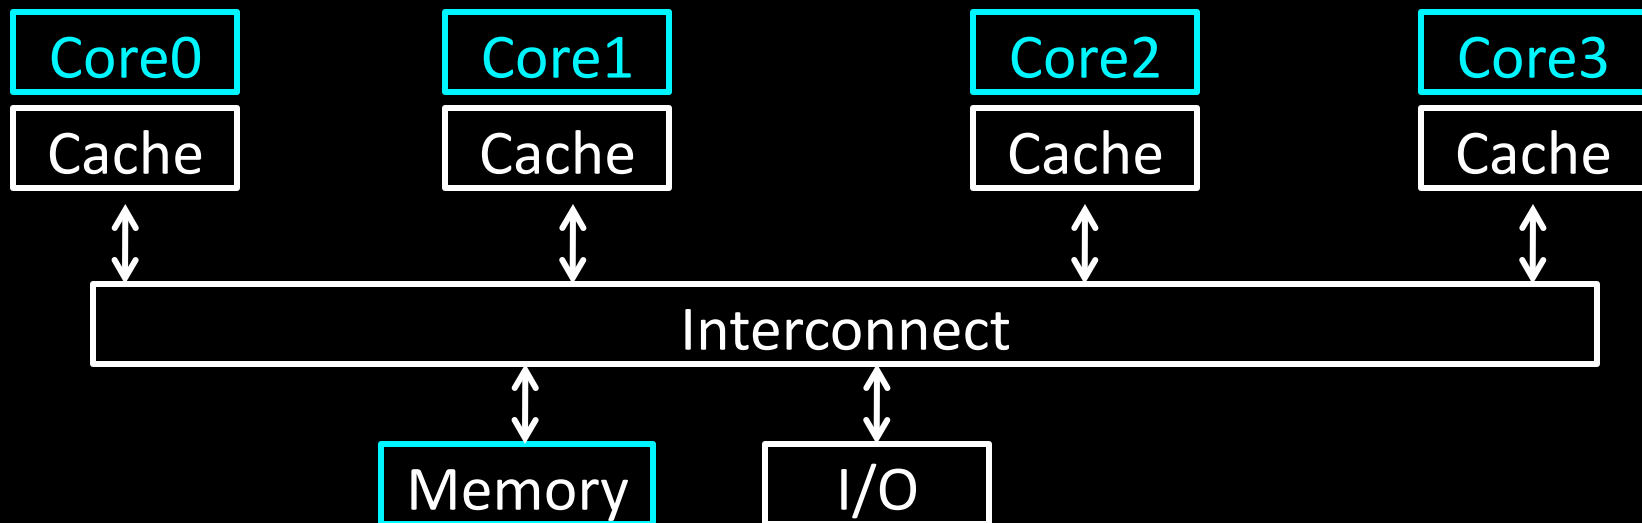 Core0
Core1
Core2
Core3
Cache
Cache
Cache
Cache
Interconnect
Memory
I/O